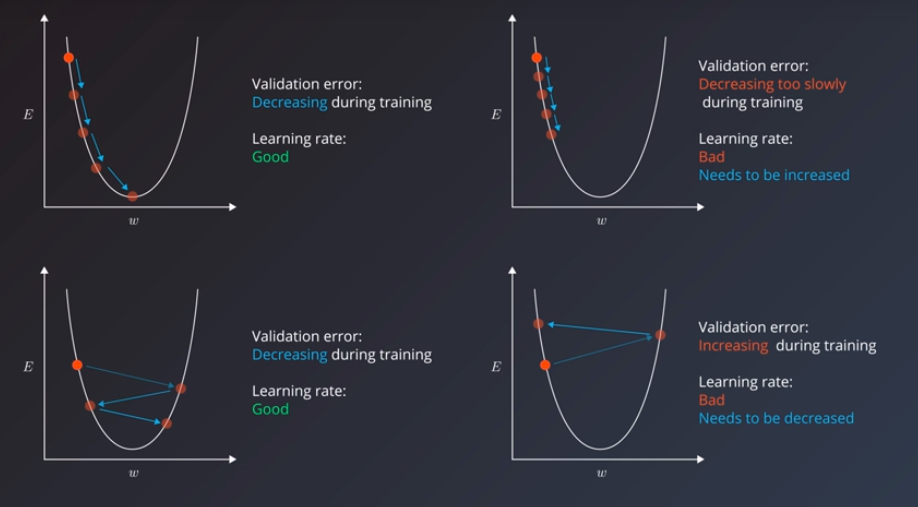 E
w
Validation error:
Decreasing during training
Learning rate:
Good
E
w
Validation error:
Decreasing too slowly
during training
Learning rate:
Bad
Needs to be increased
E
w
Validation error:
Decreasing during training
Learning rate:
Good
E
w
Validation error:
Increasing during training
Learning rate:
Bad
Needs to be decreased